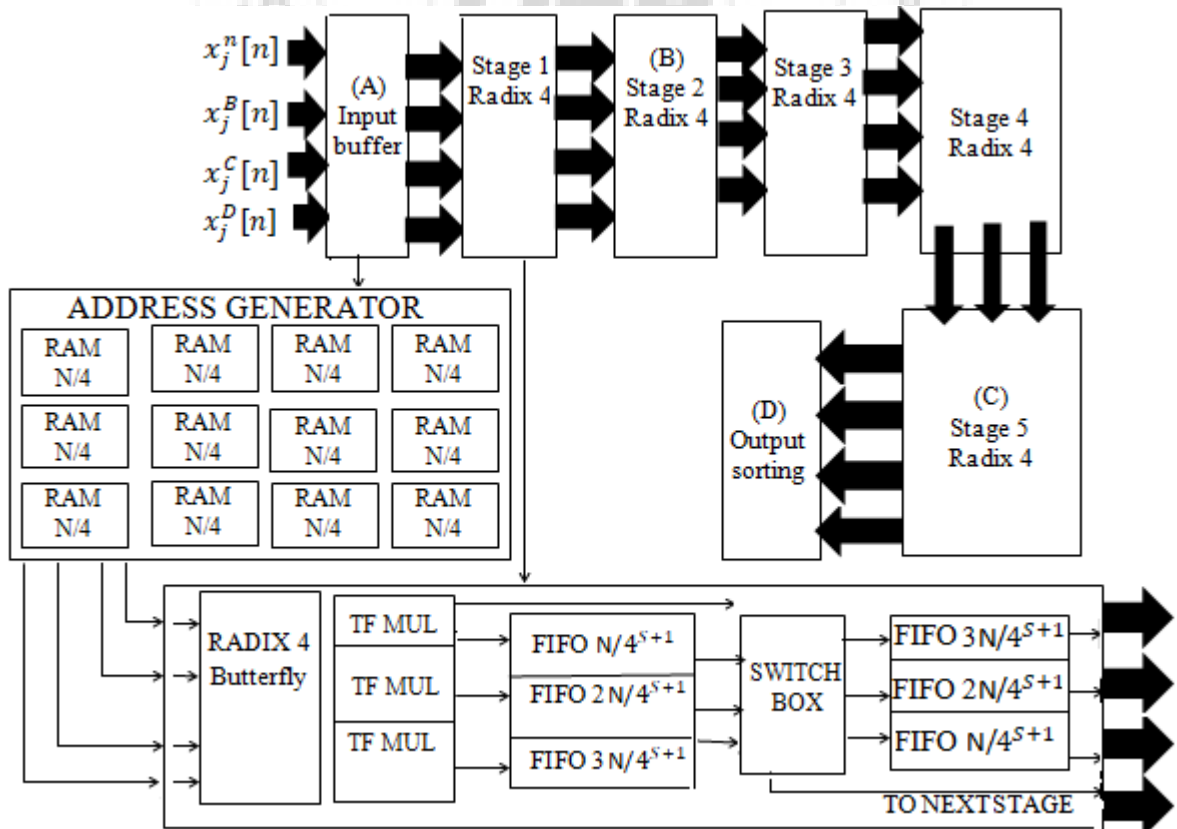 x_j^n[n]
x_j^B[n]
x_j^C[n]
x_j^D[n]
(A)
Input
buffer
Stage 1
Radix 4
(B)
Stage 2
Radix 4
Stage 3
Radix 4
Stage 4
Radix 4
ADDRESS GENERATOR
RAM
N/4
RAM
N/4
RAM
N/4
RAM
N/4
RAM
N/4
RAM
N/4
RAM
N/4
RAM
N/4
RAM
N/4
RAM
N/4
RAM
N/4
RAM
N/4
(D)
Output
sorting
(C)
Stage 5
Radix 4
RADIX 4
Butterfly
TF MUL
TF MUL
TF MUL
FIFO N/4^{S+1}
FIFO 2N/4^{S+1}
FIFO 3N/4^{S+1}
SWITCH
BOX
FIFO 3N/4^{S+1}
FIFO 2N/4^{S+1}
FIFO N/4^{S+1}
TO NEXTSTAGE